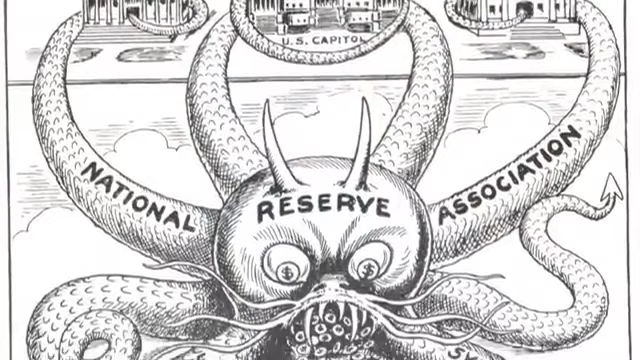 U.S. CAPITOL
NATIONAL RESERVE ASSOCIATION
$ $